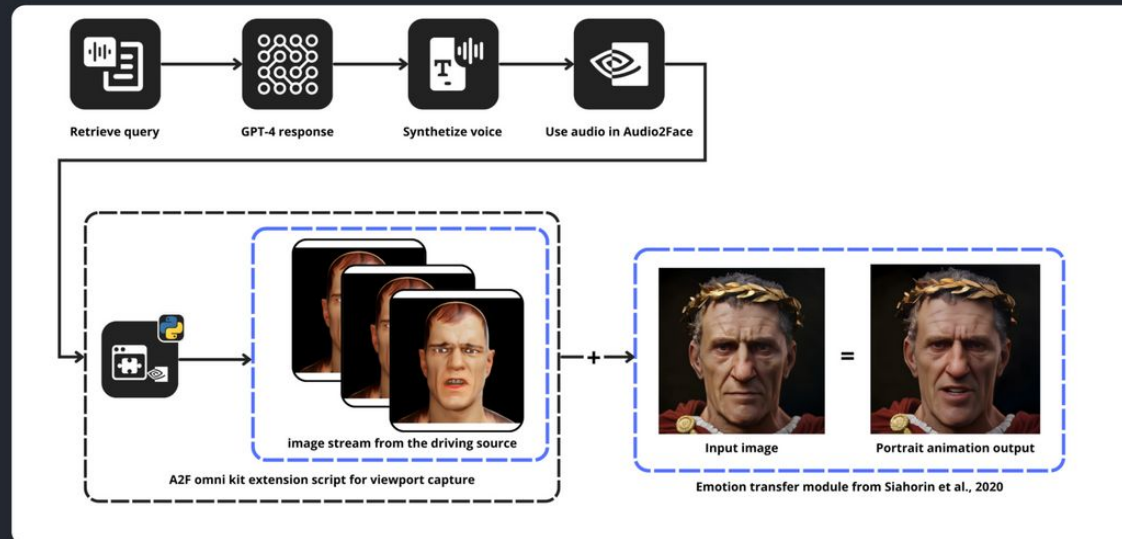 Retrieve query
GPT-4 response
Synthetize voice
Use audio in Audio2Face
T
image stream from the driving source
A2F omni kit extension script for viewport capture
+
Input image
=
Portrait animation output
Emotion transfer module from Siahorin et al., 2020